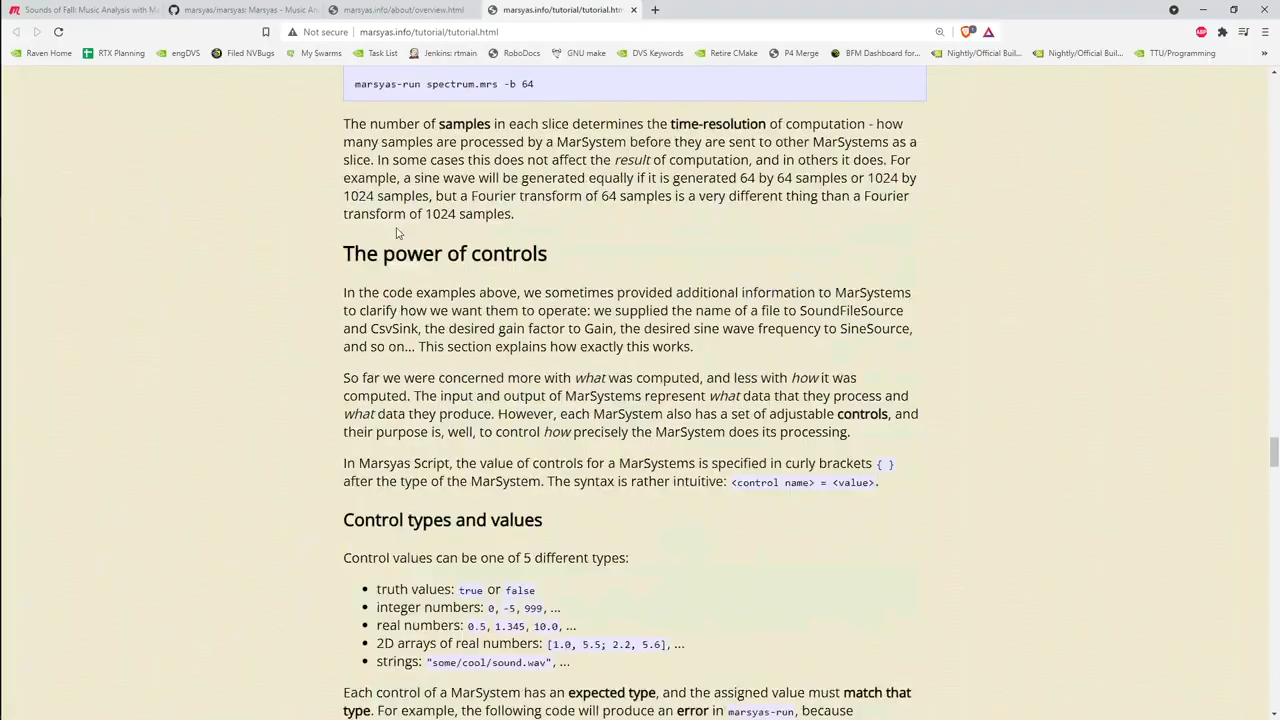 Sounds of Fall: Music Analysis with M
marsyas/marsyas: Marsyas - Music An
marsyas.info/about/overview.html
marsyas.info/tutorial/tutorial.htm
Not secure
marsyas.info/tutorial/tutorial.html
Raven Home
RTX Planning
engDVS
Filed NVBugs
My Swarms
Task List
Jenkins: rtmain
RoboDocs
GNU make
DVS Keywords
Retire CMake
P4 Merge
BFM Dashboard for...
Nightly/Official Buil...
Nightly/Official Buil...
TTU/Programming
marsyas-run spectrum.mrs -b 64
The number of samples in each slice determines the time-resolution of computation - how
many samples are processed by a MarSystem before they are sent to other MarSystems as a
slice. In some cases this does not affect the result of computation, and in others it does. For
example, a sine wave will be generated equally if it is generated 64 by 64 samples or 1024 by
1024 samples, but a Fourier transform of 64 samples is a very different thing than a Fourier
transform of 1024 samples.
The power of controls
In the code examples above, we sometimes provided additional information to MarSystems
to clarify how we want them to operate: we supplied the name of a file to SoundFileSource
and CsvSink, the desired gain factor to Gain, the desired sine wave frequency to SineSource,
and so on... This section explains how exactly this works.
So far we were concerned more with what was computed, and less with how it was
computed. The input and output of MarSystems represent what data that they process and
what data they produce. However, each MarSystem also has a set of adjustable controls, and
their purpose is, well, to control how precisely the MarSystem does its processing.
In Marsyas Script, the value of controls for a MarSystems is specified in curly brackets { }
after the type of the MarSystem. The syntax is rather intuitive: <control name> = <value>.
Control types and values
Control values can be one of 5 different types:
• truth values: true or false
• integer numbers: 0, -5, 999, ...
• real numbers: 0.5, 1.345, 10.0, ...
• 2D arrays of real numbers: [1.0, 5.5; 2.2, 5.6], ...
• strings: "some/cool/sound.wav", ...
Each control of a MarSystem has an expected type, and the assigned value must match that
type. For example, the following code will produce an error in marsyas-run, because